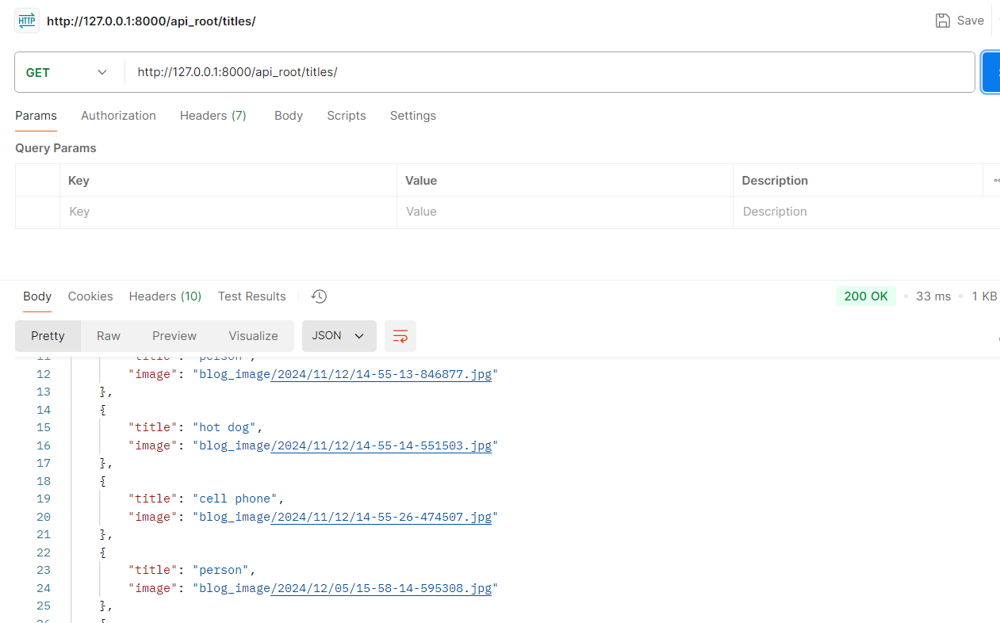 HTTP http://127.0.0.1:8000/api_root/titles/ Save
GET http://127.0.0.1:8000/api_root/titles/
Params Authorization Headers (7) Body Scripts Settings
Query Params
Key Value Description
Key Value Description
Body Cookies Headers (10) Test Results 200 OK • 33 ms • 1 KB
Pretty Raw Preview Visualize JSON
11 "title": "person",
12 "image": "blog_image/2024/11/12/14-55-13-846877.jpg"
13 },
14 {
15 "title": "hot dog",
16 "image": "blog_image/2024/11/12/14-55-14-551503.jpg"
17 },
18 {
19 "title": "cell phone",
20 "image": "blog_image/2024/11/12/14-55-26-474507.jpg"
21 },
22 {
23 "title": "person",
24 "image": "blog_image/2024/12/05/15-58-14-595308.jpg"
25 },
26 {